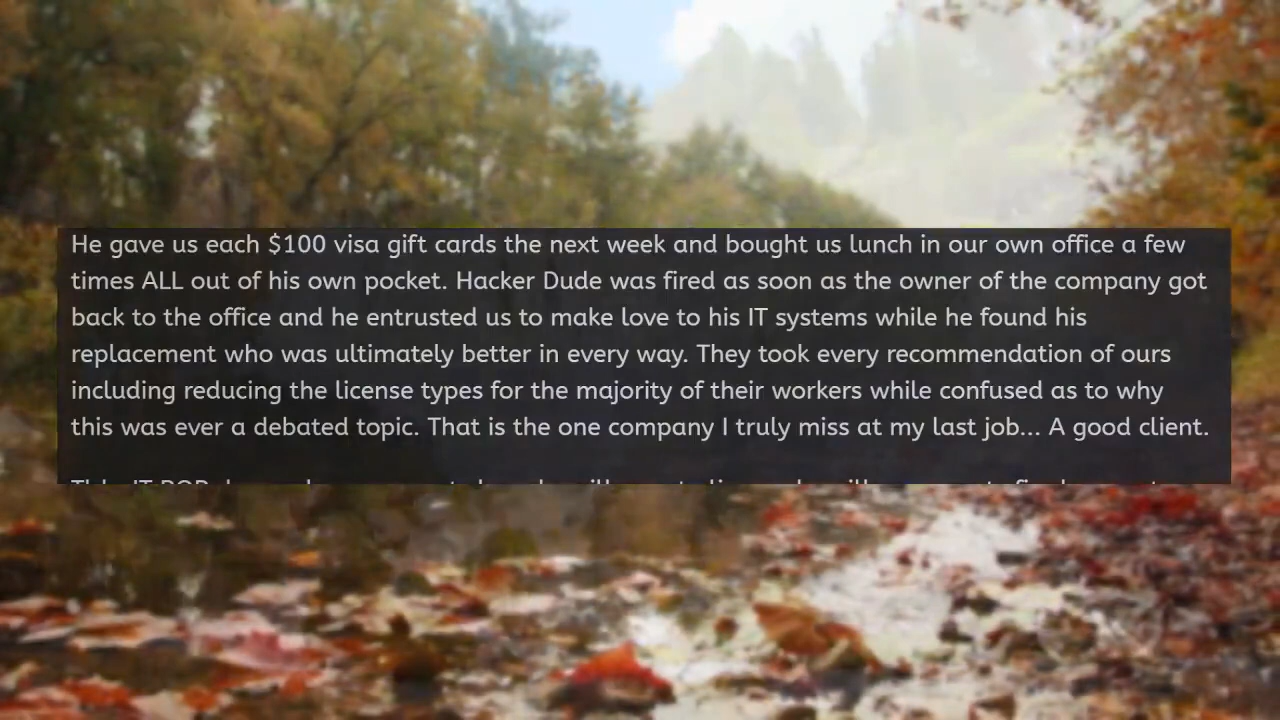 He gave us each $100 visa gift cards the next week and bought us lunch in our own office a few
times ALL out of his own pocket. Hacker Dude was fired as soon as the owner of the company got
back to the office and he entrusted us to make love to his IT systems while he found his
replacement who was ultimately better in every way. They took every recommendation of ours
including reducing the license types for the majority of their workers while confused as to why
this was ever a debated topic. That is the one company I truly miss at my last job... A good client.